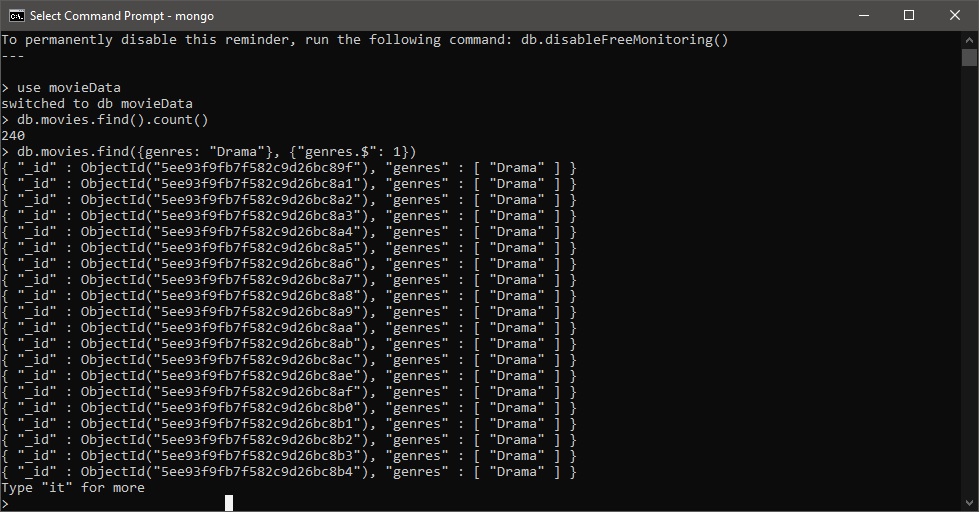 Select Command Prompt - mongo
To permanently disable this reminder, run the following command: db.disableFreeMonitoring()
---
> use movieData
switched to db movieData
> db.movies.find().count()
240
> db.movies.find({genres: "Drama"}, {"genres.$": 1})
{ "_id" : ObjectId("5ee93f9fb7f582c9d26bc89f"), "genres" : [ "Drama" ] }
{ "_id" : ObjectId("5ee93f9fb7f582c9d26bc8a1"), "genres" : [ "Drama" ] }
{ "_id" : ObjectId("5ee93f9fb7f582c9d26bc8a2"), "genres" : [ "Drama" ] }
{ "_id" : ObjectId("5ee93f9fb7f582c9d26bc8a3"), "genres" : [ "Drama" ] }
{ "_id" : ObjectId("5ee93f9fb7f582c9d26bc8a4"), "genres" : [ "Drama" ] }
{ "_id" : ObjectId("5ee93f9fb7f582c9d26bc8a5"), "genres" : [ "Drama" ] }
{ "_id" : ObjectId("5ee93f9fb7f582c9d26bc8a6"), "genres" : [ "Drama" ] }
{ "_id" : ObjectId("5ee93f9fb7f582c9d26bc8a7"), "genres" : [ "Drama" ] }
{ "_id" : ObjectId("5ee93f9fb7f582c9d26bc8a8"), "genres" : [ "Drama" ] }
{ "_id" : ObjectId("5ee93f9fb7f582c9d26bc8a9"), "genres" : [ "Drama" ] }
{ "_id" : ObjectId("5ee93f9fb7f582c9d26bc8aa"), "genres" : [ "Drama" ] }
{ "_id" : ObjectId("5ee93f9fb7f582c9d26bc8ab"), "genres" : [ "Drama" ] }
{ "_id" : ObjectId("5ee93f9fb7f582c9d26bc8ac"), "genres" : [ "Drama" ] }
{ "_id" : ObjectId("5ee93f9fb7f582c9d26bc8ae"), "genres" : [ "Drama" ] }
{ "_id" : ObjectId("5ee93f9fb7f582c9d26bc8af"), "genres" : [ "Drama" ] }
{ "_id" : ObjectId("5ee93f9fb7f582c9d26bc8b0"), "genres" : [ "Drama" ] }
{ "_id" : ObjectId("5ee93f9fb7f582c9d26bc8b1"), "genres" : [ "Drama" ] }
{ "_id" : ObjectId("5ee93f9fb7f582c9d26bc8b2"), "genres" : [ "Drama" ] }
{ "_id" : ObjectId("5ee93f9fb7f582c9d26bc8b3"), "genres" : [ "Drama" ] }
{ "_id" : ObjectId("5ee93f9fb7f582c9d26bc8b4"), "genres" : [ "Drama" ] }
Type "it" for more
>